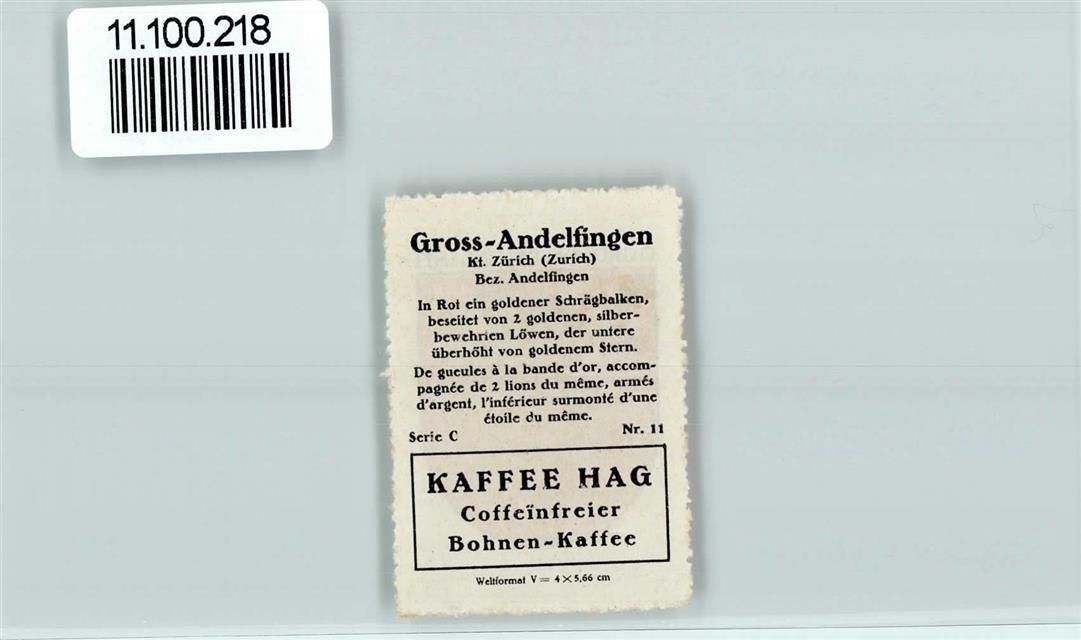 11.100.218
Gross-Andelfingen
Kt. Zürich (Zurich)
Bez. Andelfingen
In Rot ein goldener Schrägbalken,
beseitet von 2 goldenen, silber-
bewehrten Löwen, der untere
überhöht von goldenem Stern.
De gueules à la bande d'or, accom-
pagnée de 2 lions du même, armés
d'argent, l'inférieur surmonté d'une
étoile du même.
Serie C Nr. 11
KAFFEE HAG
Coffeïnfreier
Bohnen-Kaffee
Weltformat V = 4 × 5,66 cm